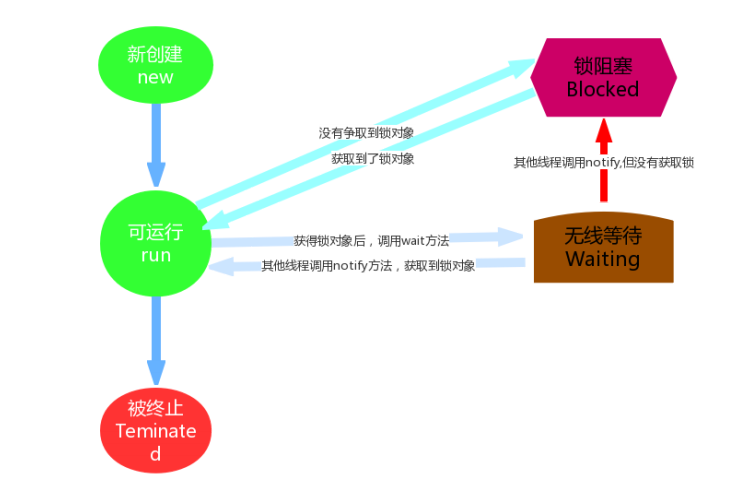 新创建
new
锁阻塞
Blocked
没有争取到锁对象
获取到了锁对象
其他线程调用notify,但没有获取锁
可运行
run
获得锁对象后，调用wait方法
其他线程调用notify方法，获取到锁对象
无线等待
Waiting
被终止
Teminate
d